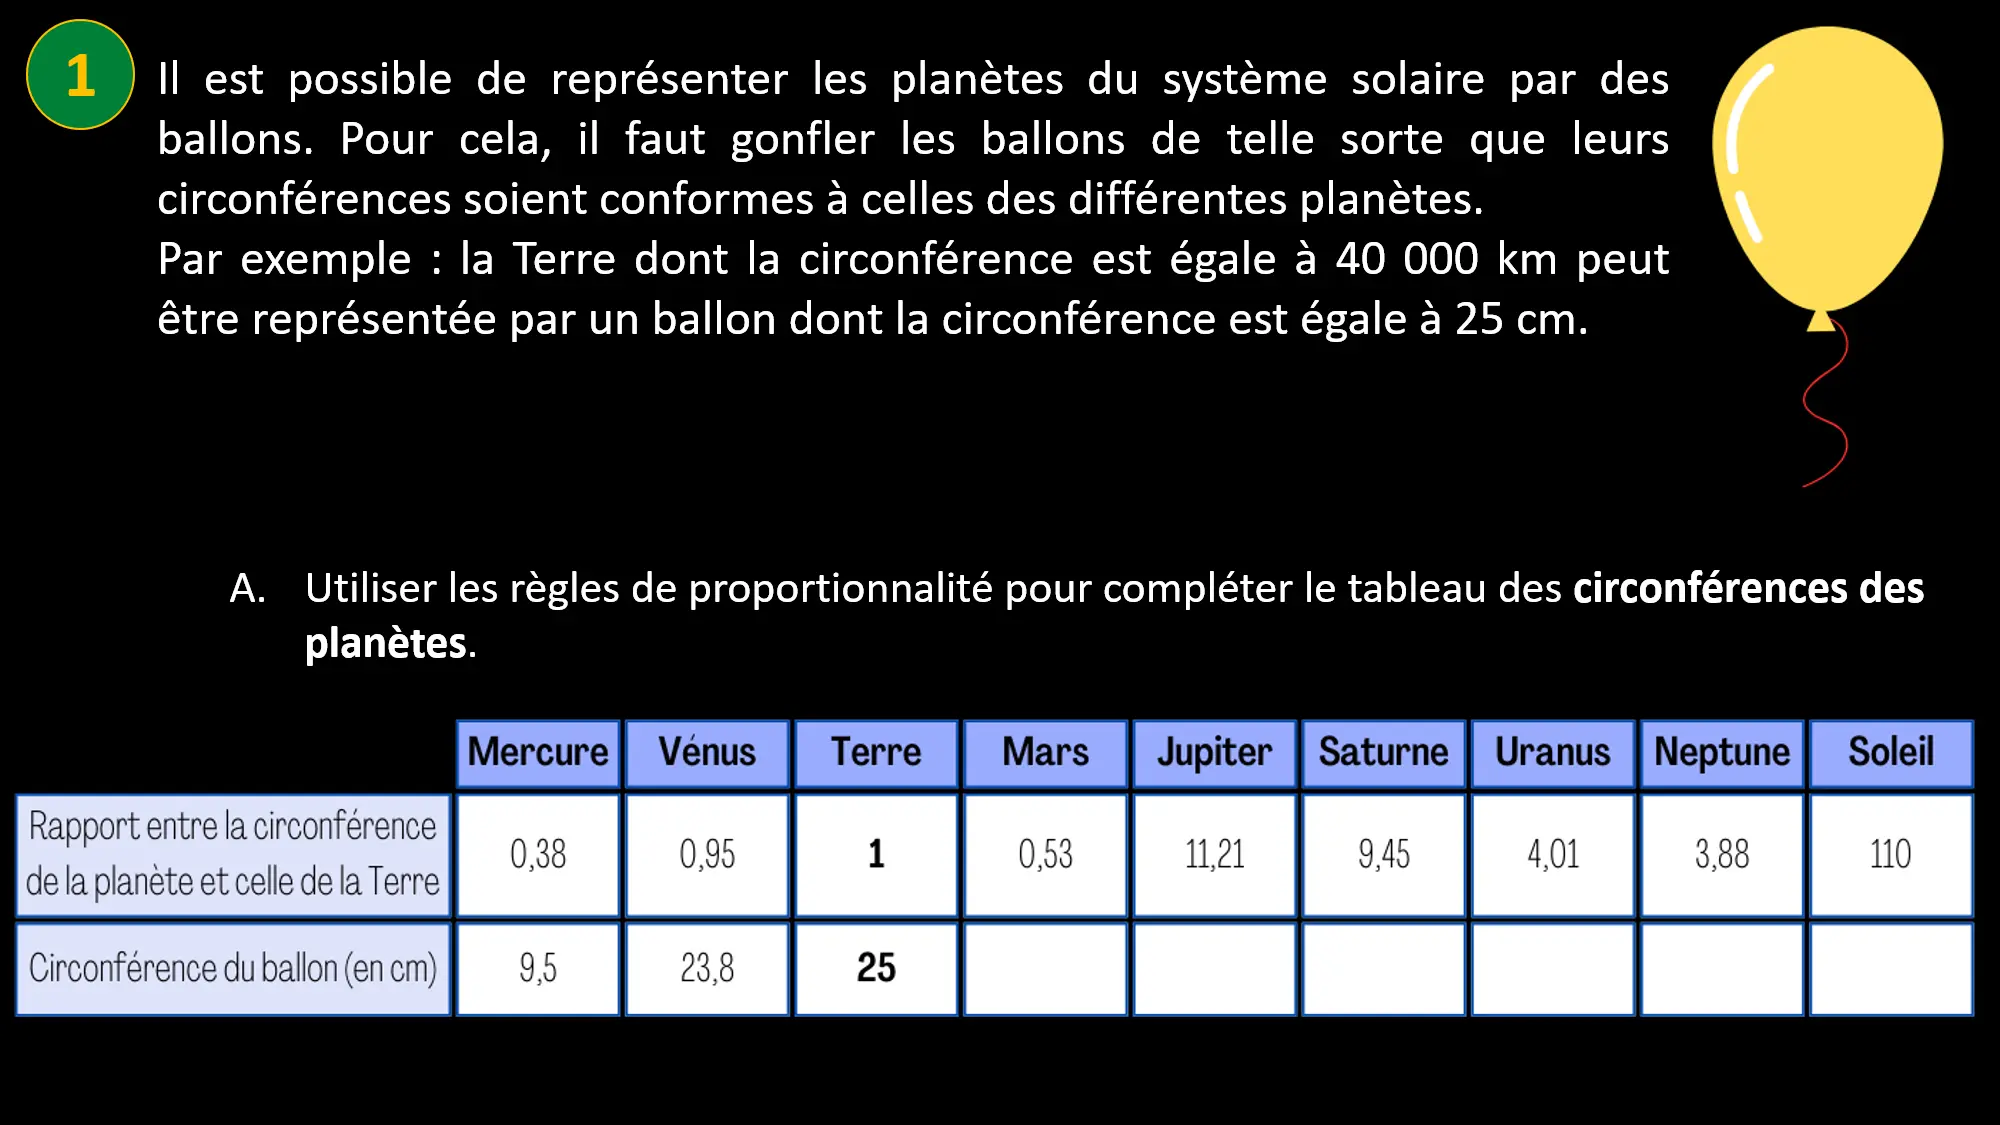 1
Il est possible de représenter les planètes du système solaire par des
ballons. Pour cela, il faut gonfler les ballons de telle sorte que leurs
circonférences soient conformes à celles des différentes planètes.
Par exemple : la Terre dont la circonférence est égale à 40 000 km peut
être représentée par un ballon dont la circonférence est égale à 25 cm.
A. Utiliser les règles de proportionnalité pour compléter le tableau des circonférences des
planètes.
Mercure Vénus Terre Mars Jupiter Saturne Uranus Neptune Soleil
Rapport entre la circonférence
de la planète et celle de la Terre
0,38 0,95 1 0,53 11,21 9,45 4,01 3,88 110
Circonférence du ballon (en cm) 9,5 23,8 25